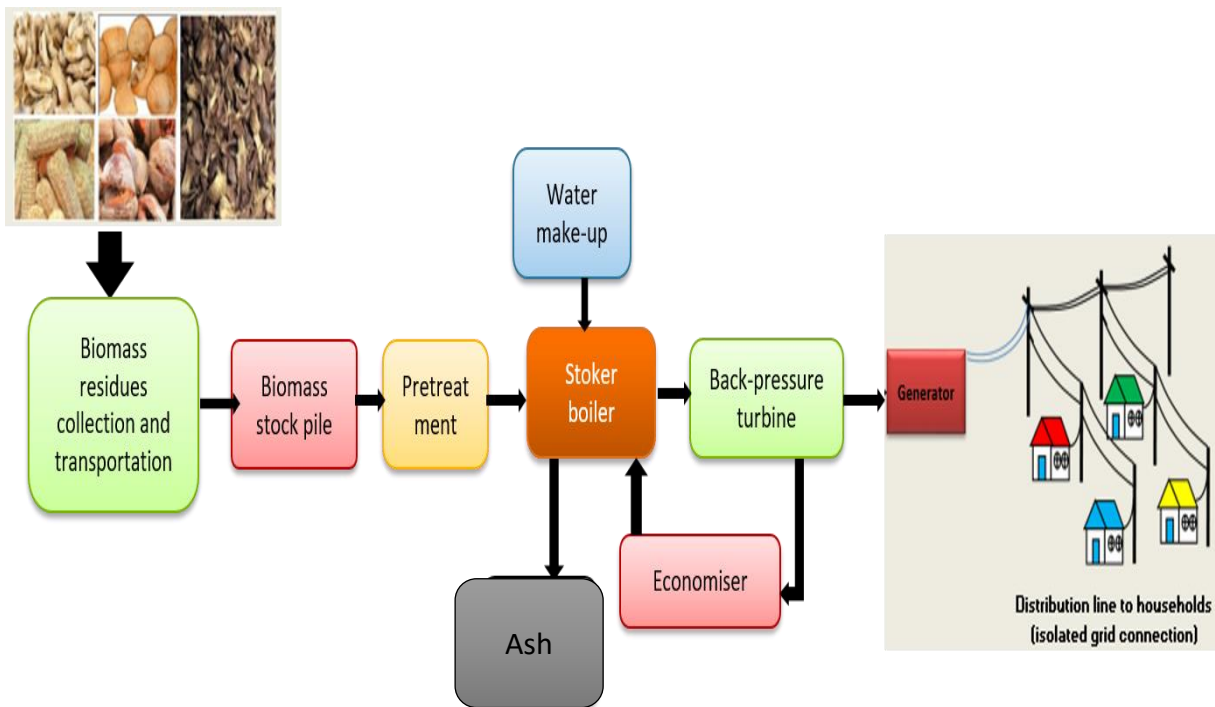 Water
make-up
Biomass
residues
collection and
transportation
Biomass
stock pile
Pretreat
ment
Stoker
boiler
Back-pressure
turbine
Generator
Economiser
Ash
Distribution line to households
(isolated grid connection)